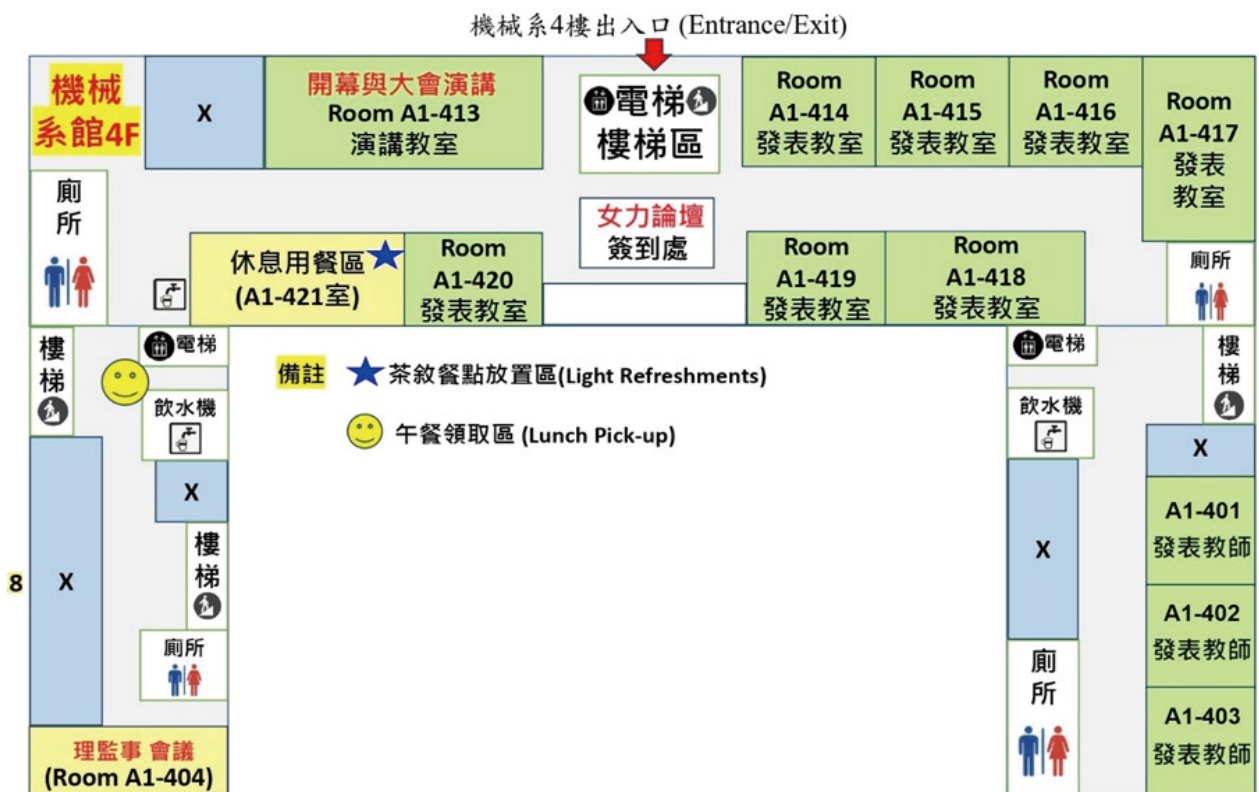 機械系4樓出入口 (Entrance/Exit)
機械
系館4F
X
開幕與大會演講
Room A1-413
演講教室
電梯
樓梯區
Room
A1-414
發表教室
Room
A1-415
發表教室
Room
A1-416
發表教室
Room
A1-417
發表
教室
廁
所
女力論壇
簽到處
休息用餐區
(A1-421室)
Room
A1-420
發表教室
Room
A1-419
發表教室
Room
A1-418
發表教室
廁所
樓
梯
電梯
飲水機
備註
茶敘餐點放置區(Light Refreshments)
午餐領取區 (Lunch Pick-up)
電梯
飲水機
樓
梯
X
X
A1-401
發表教師
X
8
X
樓
梯
A1-402
發表教師
廁所
廁
所
A1-403
發表教師
理監事 會議
(Room A1-404)